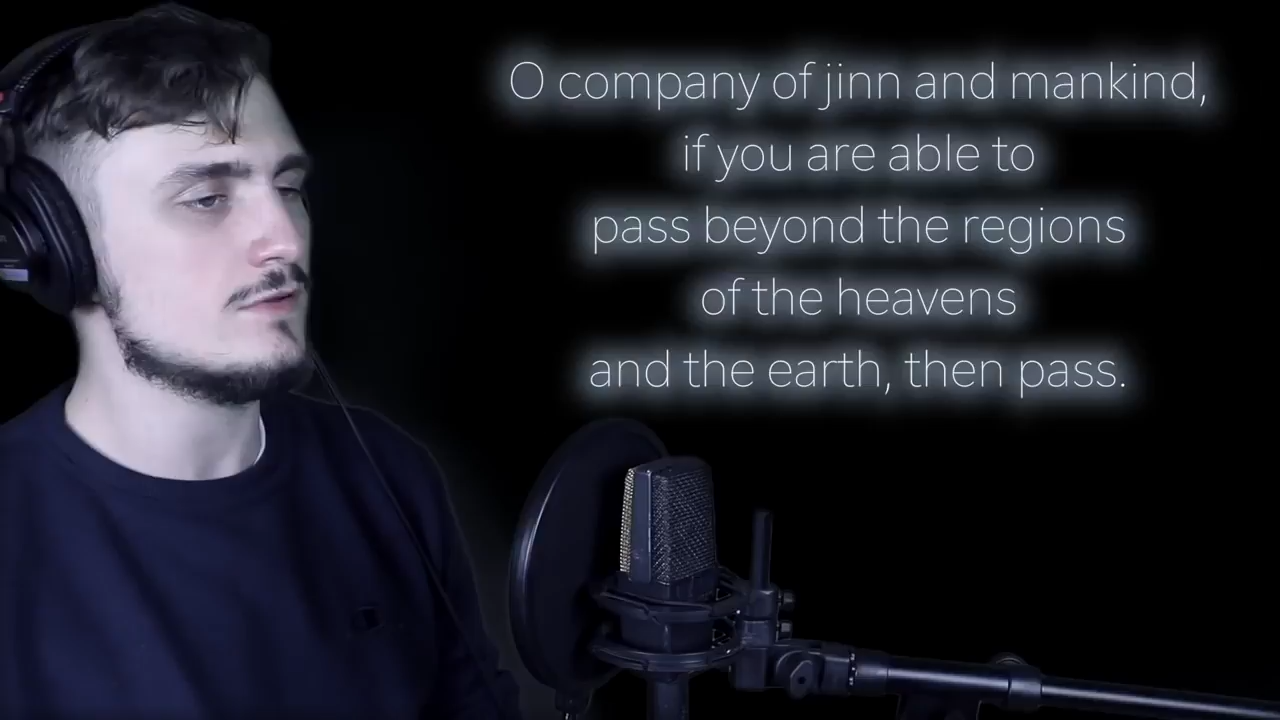 O company of jinn and mankind,
if you are able to
pass beyond the regions
of the heavens
and the earth, then pass.